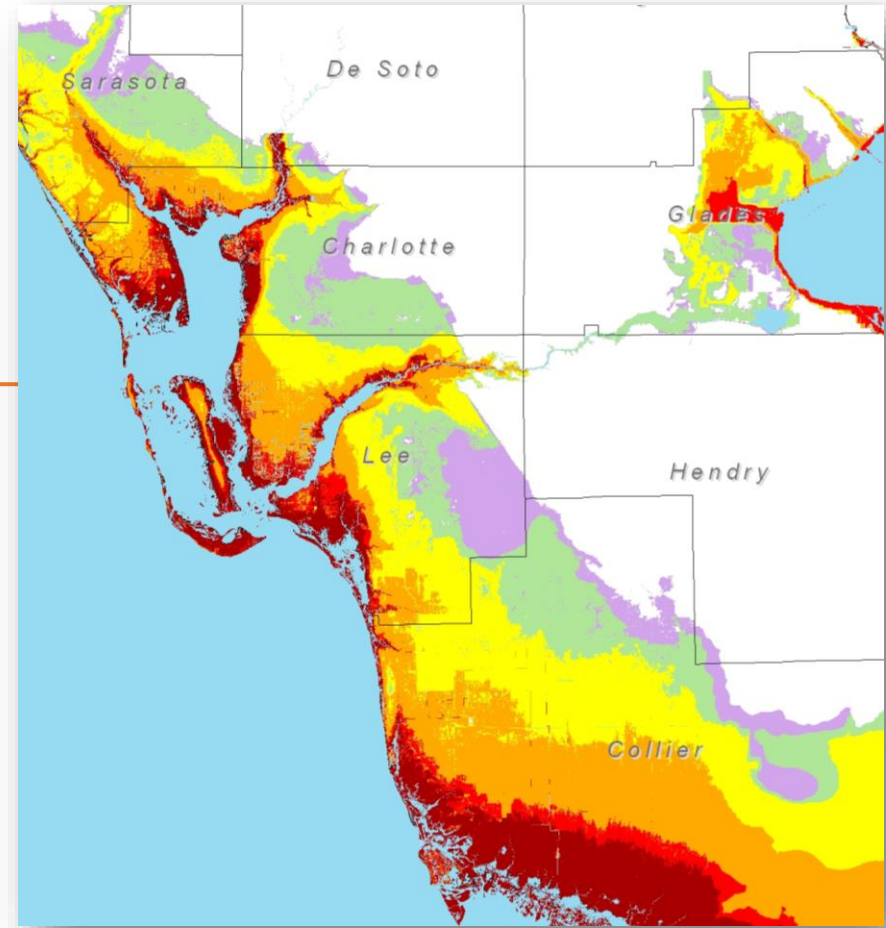 Sarasota
De Soto
Glades
Charlotte
Lee
Hendry
Collier